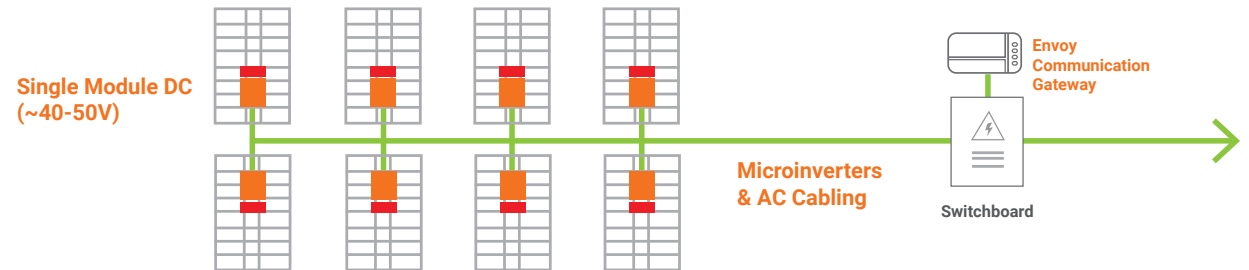 Single Module DC
(~40-50V)
Envoy
Communication
Gateway
Microinverters
& AC Cabling
Switchboard